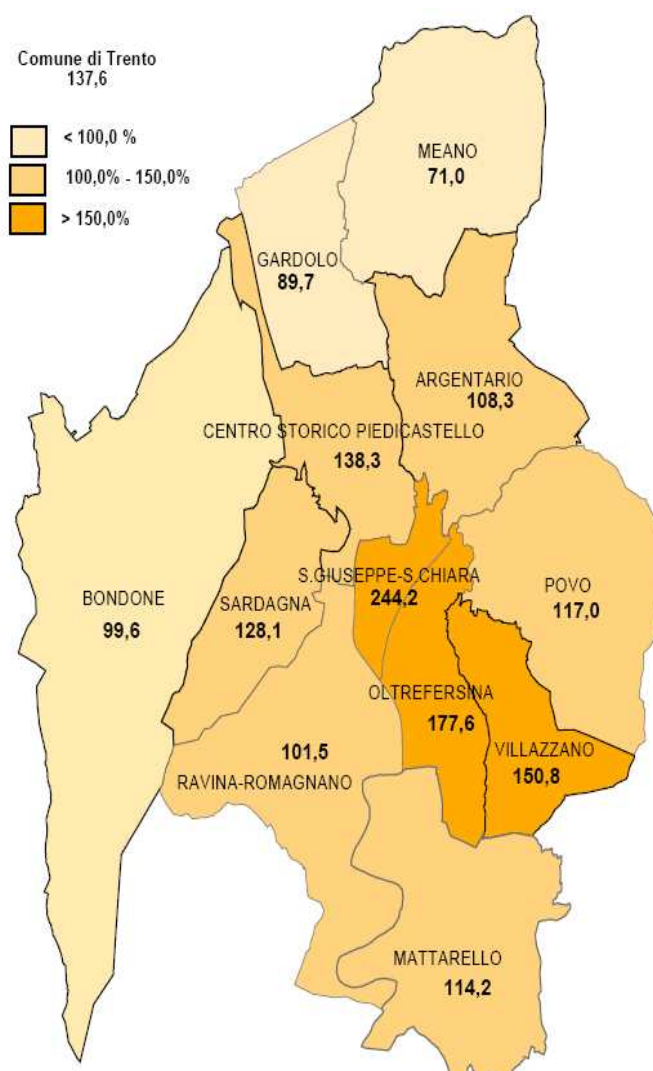 Comune di Trento
137,6
< 100,0 %
100,0% - 150,0%
> 150,0%
MEANO
71,0
GARDOLO
89,7
ARGENTARIO
108,3
CENTRO STORICO PIEDICASTELLO
138,3
S.GIUSEPPE-S.CHIARA
244,2
POVO
117,0
BONDONE
99,6
SARDAGNA
128,1
OLTREFERSINA
177,6
VILLAZZANO
150,8
101,5
RAVINA-ROMAGNANO
MATTARELLO
114,2